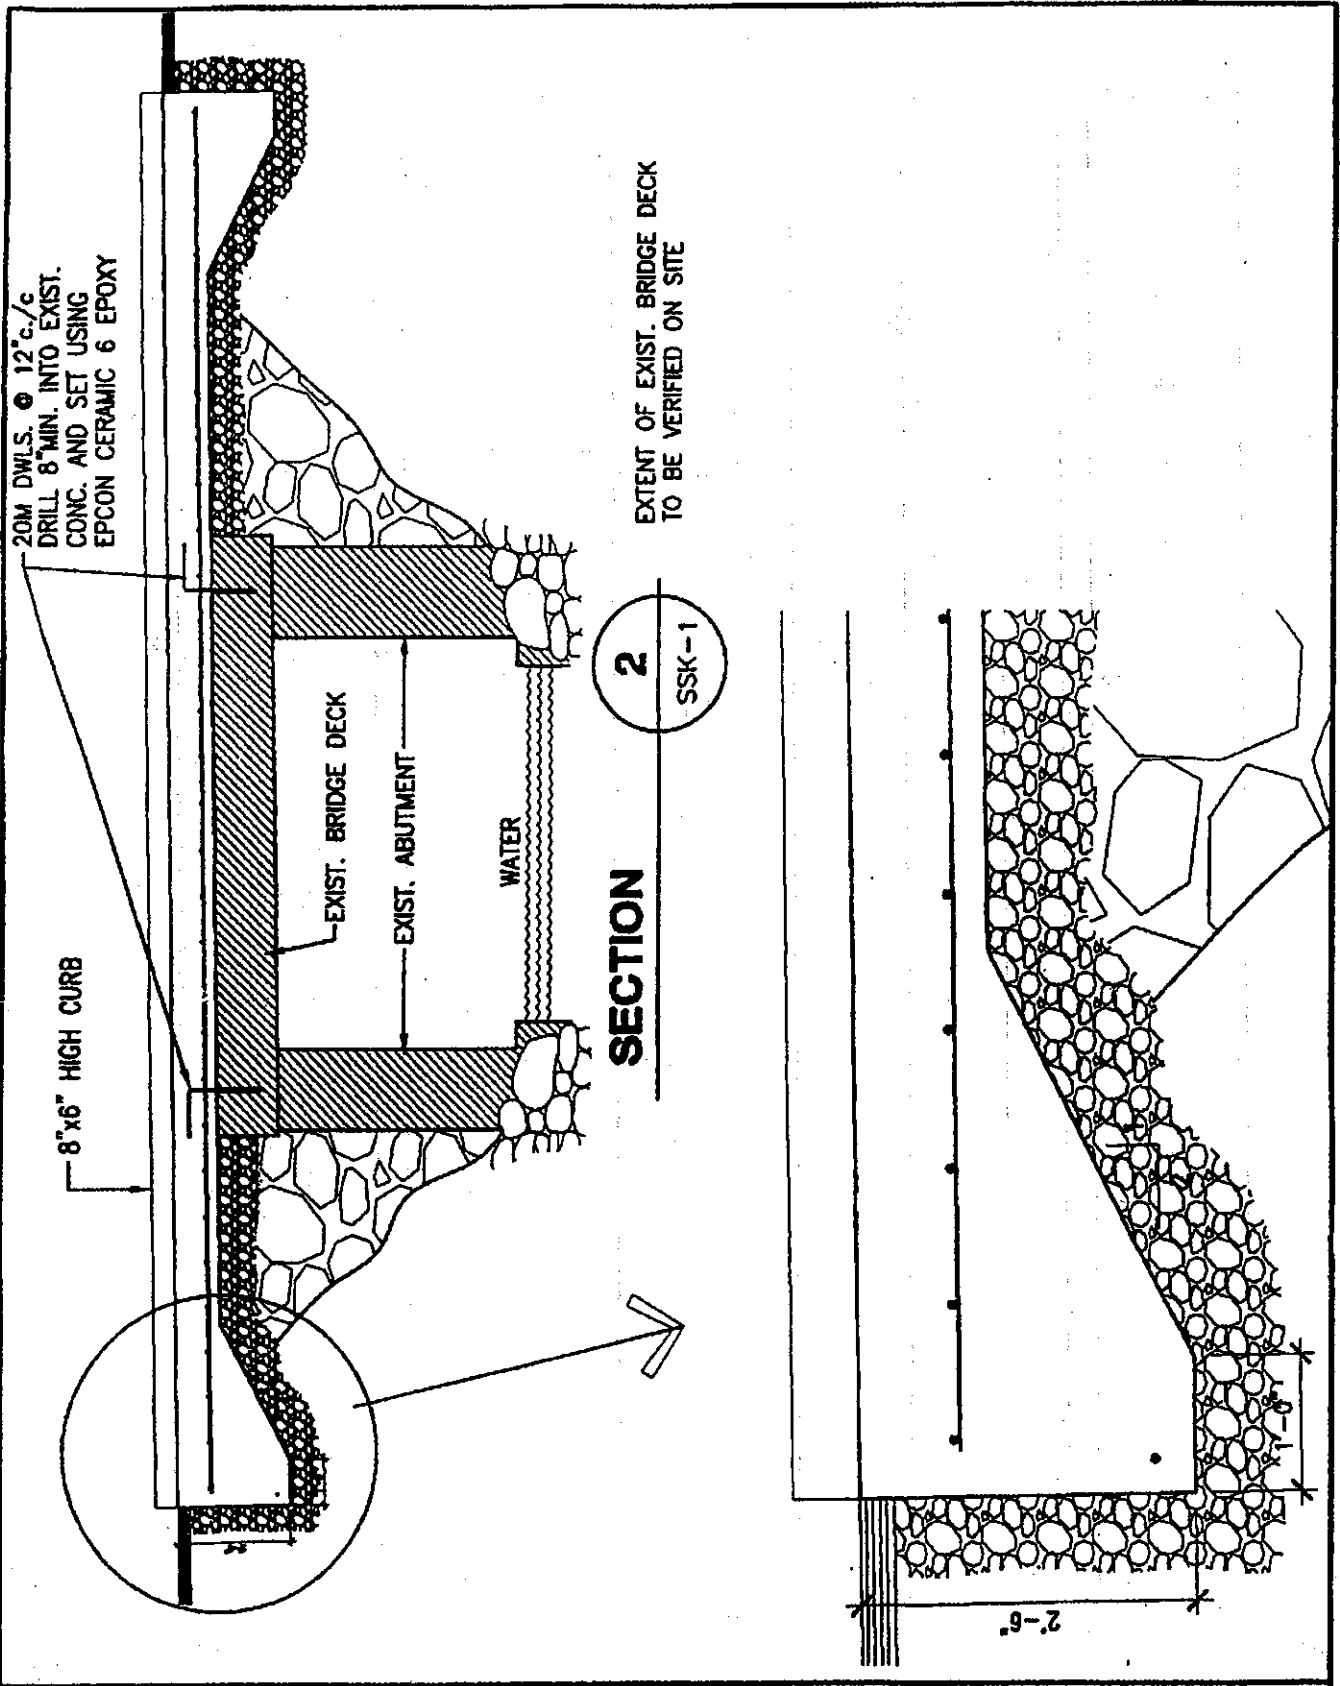 20M DWLS. @ 12"c./c
DRILL 8"MIN. INTO EXIST.
CONC. AND SET USING
EPCON CERAMIC 6 EPOXY
8"x6" HIGH CURB
EXIST. BRIDGE DECK
EXIST. ABUTMENT
WATER
SECTION
2
SSK-1
EXTENT OF EXIST. BRIDGE DECK
TO BE VERIFIED ON SITE
2'-6"
1'-0"